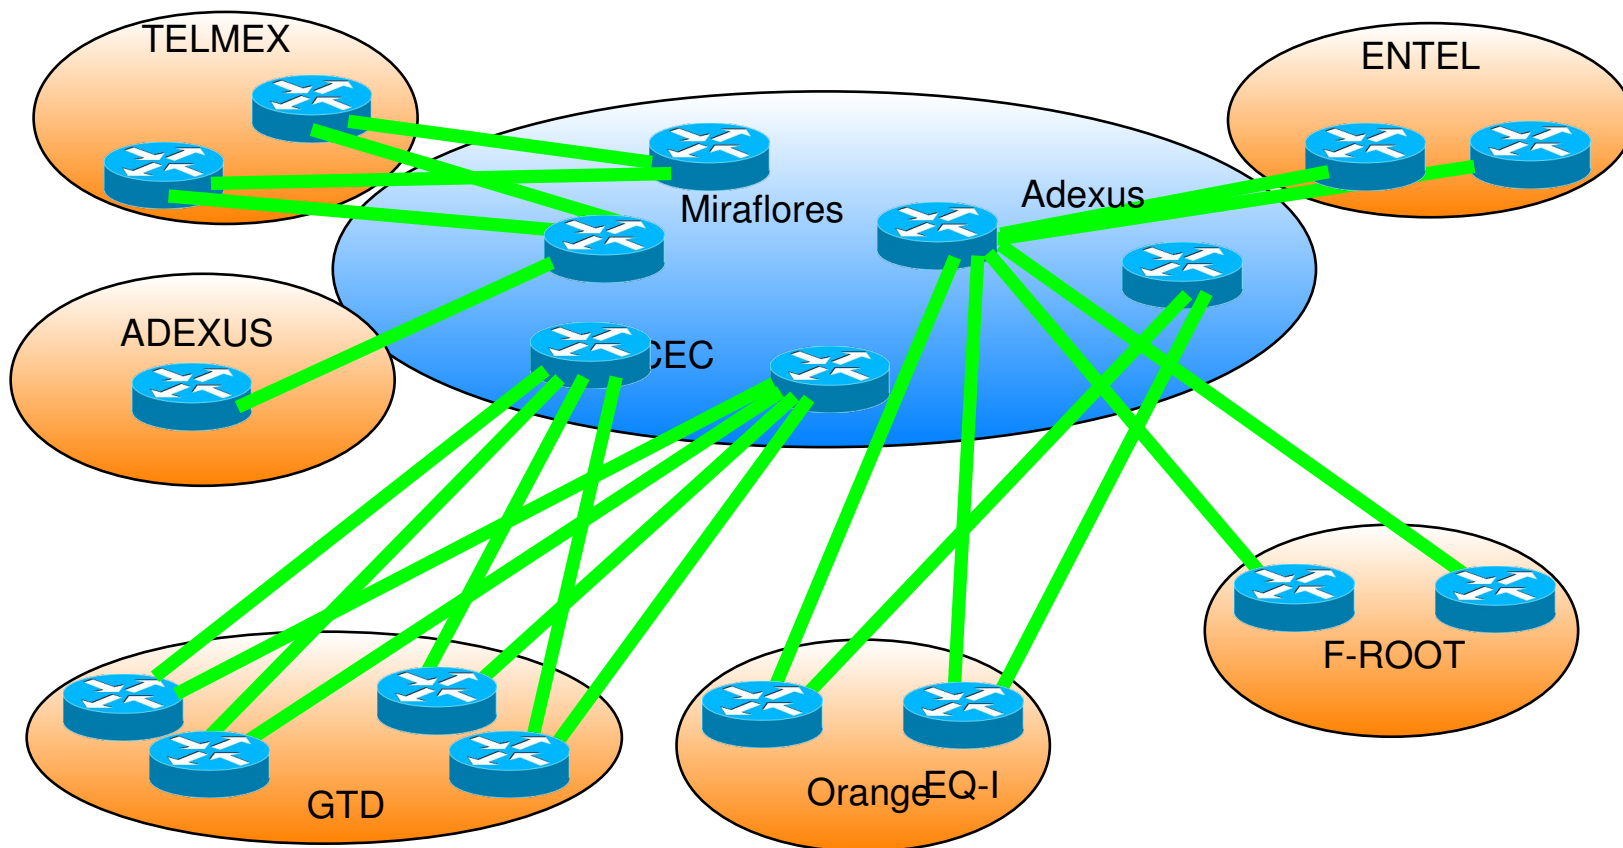 TELMEX
ENTEL
Miraflores
Adexus
ADEXUS
CEC
F-ROOT
GTD
Orange
EQ-I